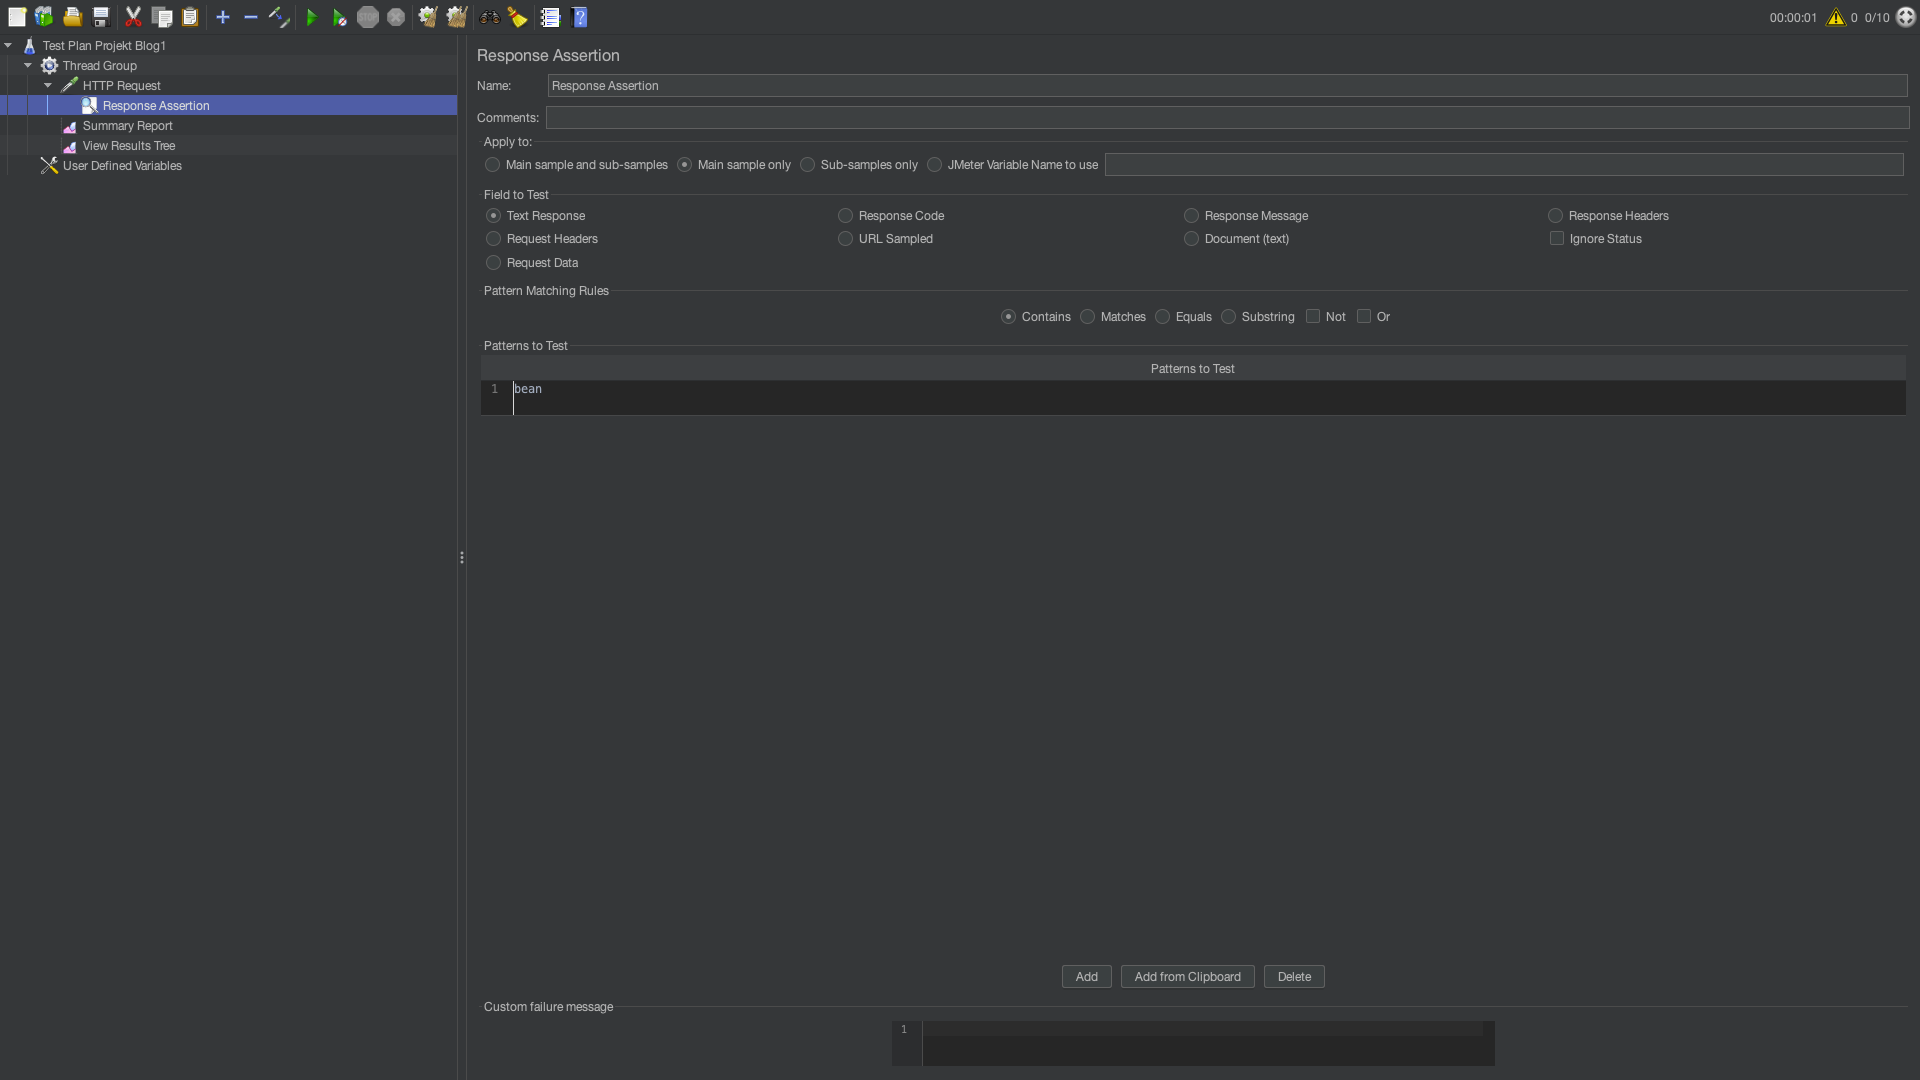 00:00:01 0 0/10
Test Plan Projekt Blog1
Thread Group
HTTP Request
Response Assertion
Summary Report
View Results Tree
User Defined Variables
Response Assertion
Name: Response Assertion
Comments:
Apply to:
Main sample and sub-samples Main sample only Sub-samples only JMeter Variable Name to use
Field to Test
Text Response Response Code Response Message Response Headers
Request Headers URL Sampled Document (text) Ignore Status
Request Data
Pattern Matching Rules
Contains Matches Equals Substring Not Or
Patterns to Test
Patterns to Test
1 bean
Add Add from Clipboard Delete
Custom failure message
1